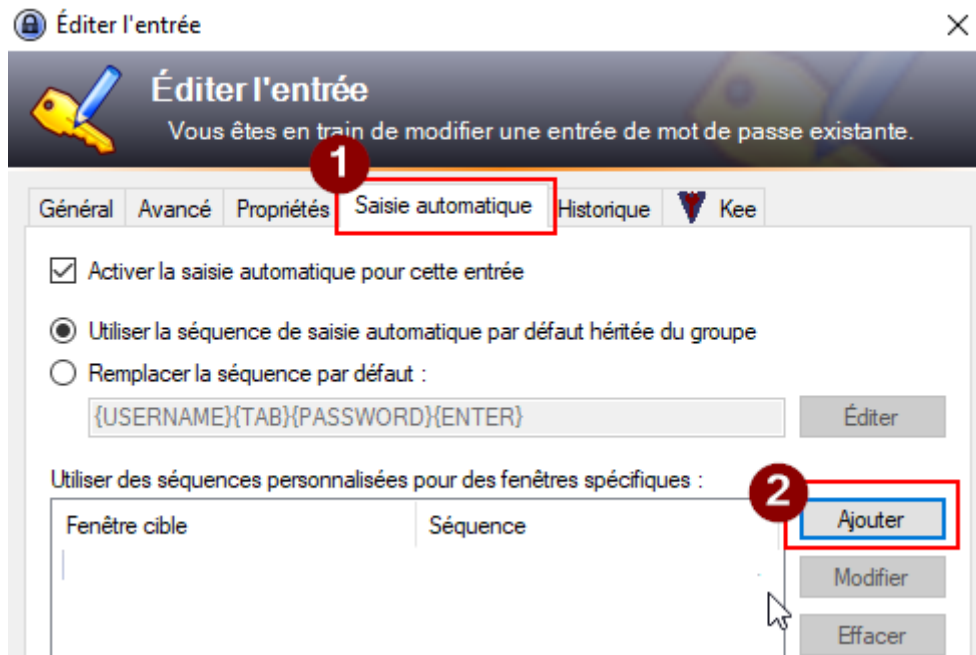 Éditer l'entrée
Éditer l'entrée
Vous êtes en train de modifier une entrée de mot de passe existante.
1
Général Avancé Propriétés Saisie automatique Historique Kee
Activer la saisie automatique pour cette entrée
Utiliser la séquence de saisie automatique par défaut héritée du groupe
Remplacer la séquence par défaut :
{USERNAME}{TAB}{PASSWORD}{ENTER} Éditer
Utiliser des séquences personnalisées pour des fenêtres spécifiques :
2
Fenêtre cible Séquence Ajouter
Modifier
Effacer